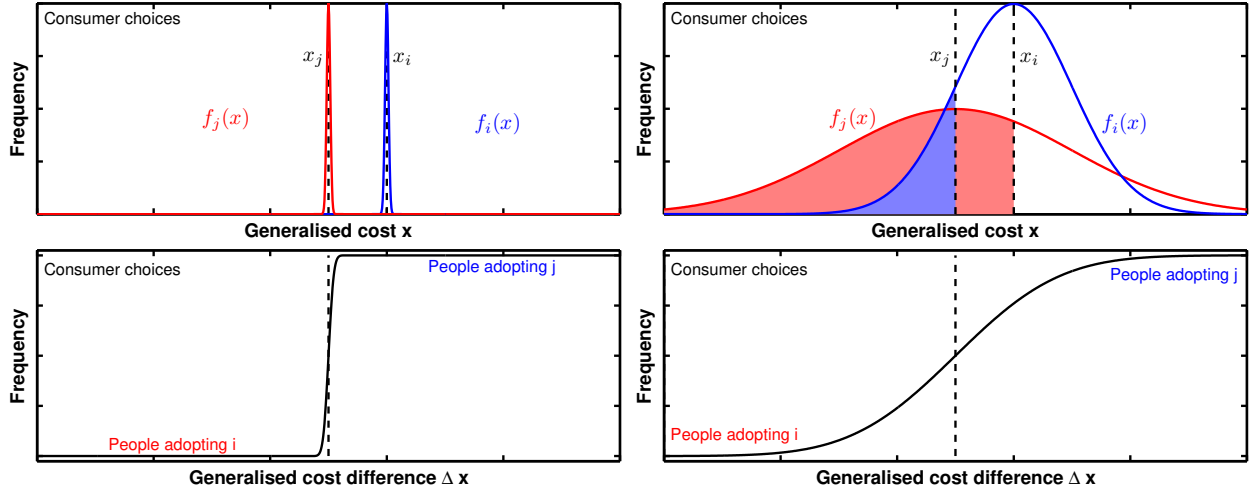 Consumer choices
Frequency
x_j
x_i
f_j(x)
f_i(x)
Generalised cost x
Consumer choices
Frequency
x_j
x_i
f_j(x)
f_i(x)
Generalised cost x
Consumer choices
Frequency
People adopting j
People adopting i
Generalised cost difference Δ x
Consumer choices
Frequency
People adopting j
People adopting i
Generalised cost difference Δ x